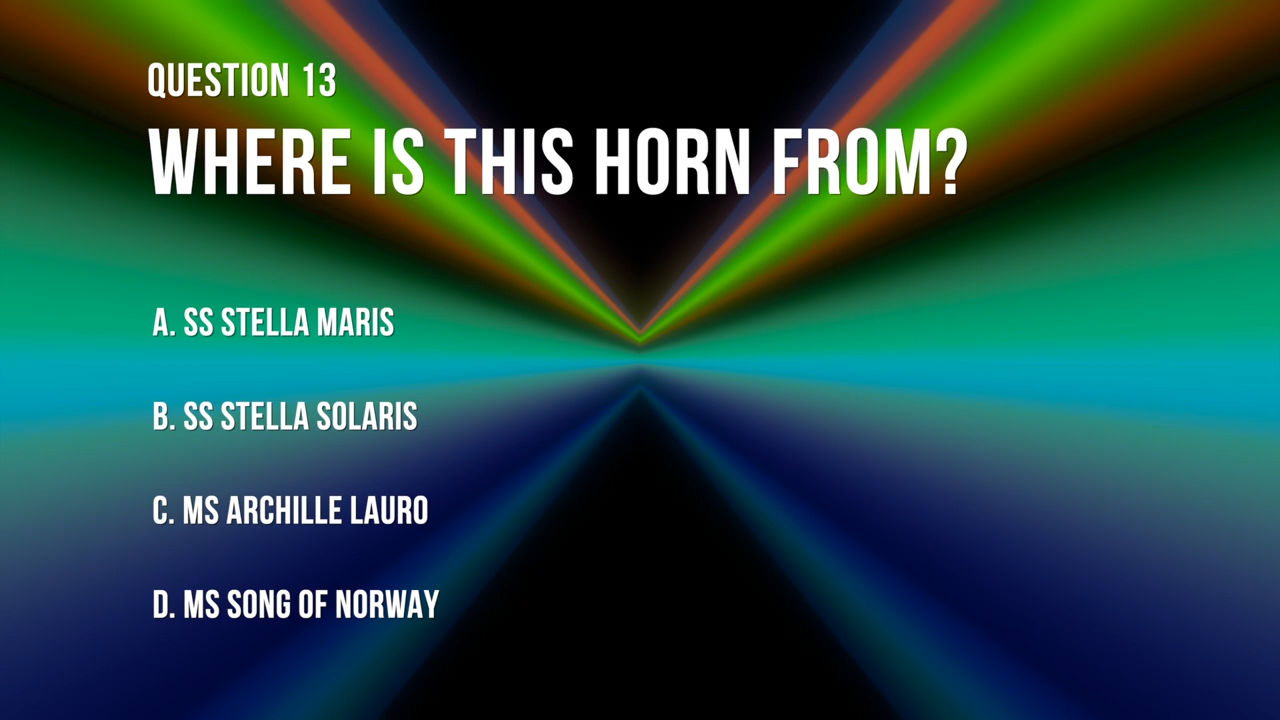 QUESTION 13
WHERE IS THIS HORN FROM?
A. SS STELLA MARIS
B. SS STELLA SOLARIS
C. MS ARCHILLE LAURO
D. MS SONG OF NORWAY